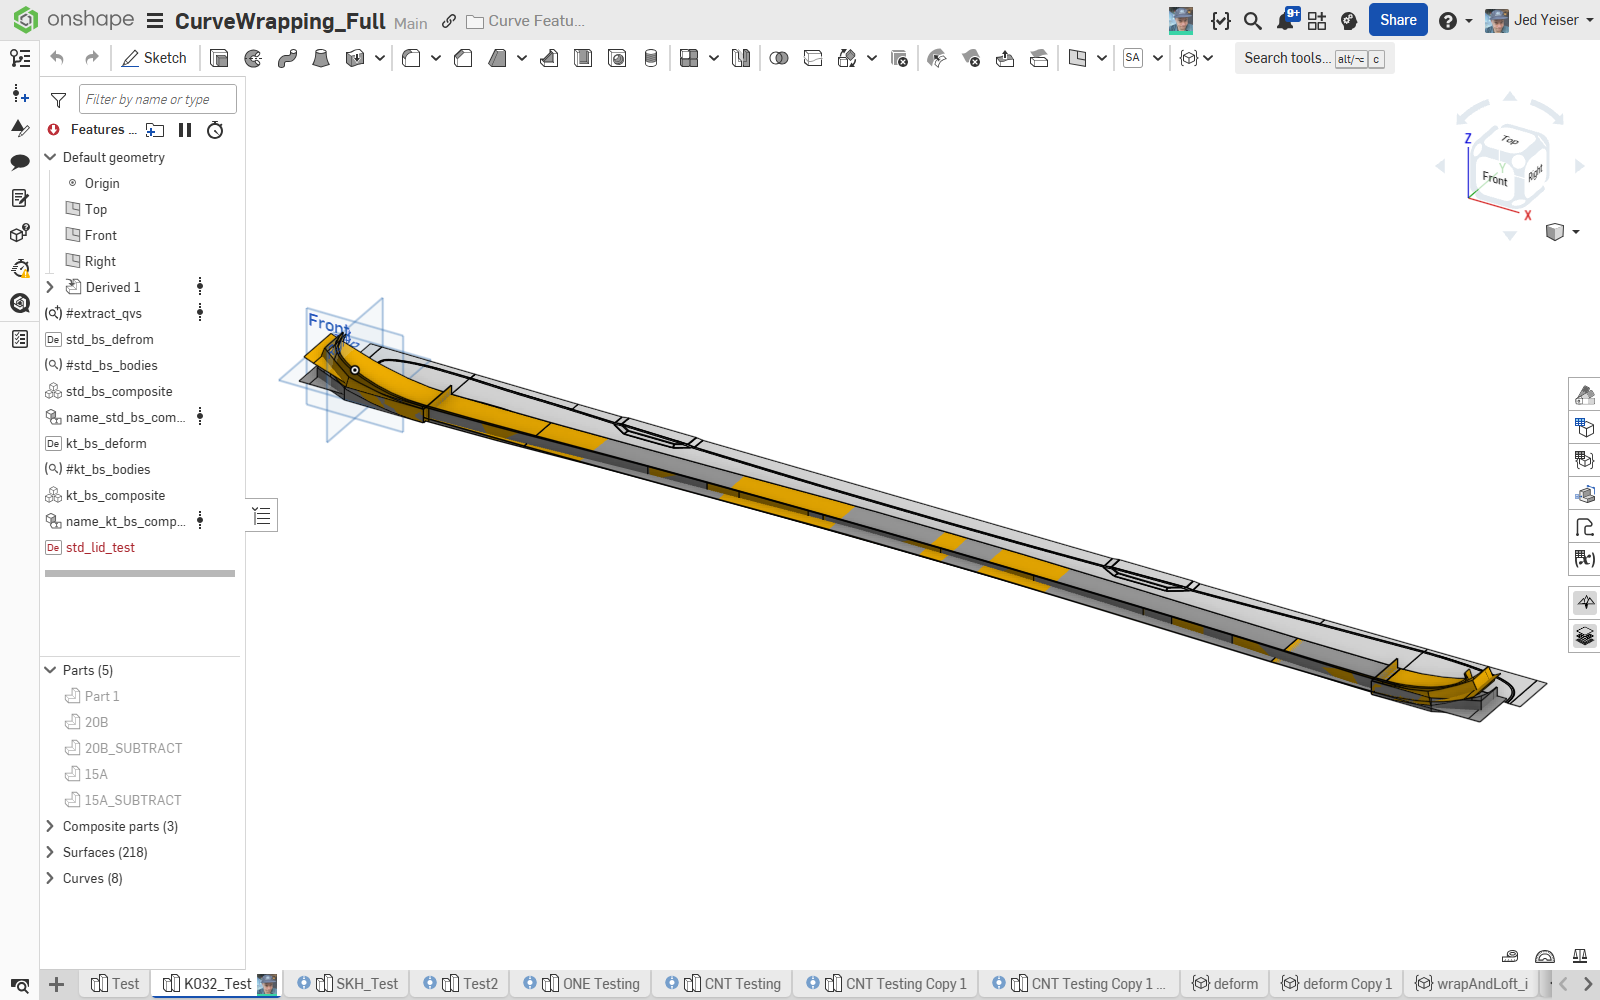 onshape
CurveWrapping_Full Main Curve Featu...
9+
Share
Jed Yeiser
Sketch
SA
Search tools... alt/⌥ c
Filter by name or type
Features ...
Default geometry
Origin
Top
Front
Right
Derived 1
#extract_qvs
De std_bs_defrom
#std_bs_bodies
std_bs_composite
name_std_bs_com...
De kt_bs_deform
#kt_bs_bodies
kt_bs_composite
name_kt_bs_comp...
De std_lid_test
Parts (5)
Part 1
20B
20B_SUBTRACT
15A
15A_SUBTRACT
Composite parts (3)
Surfaces (218)
Curves (8)
Front
Z
Top
Y
Front
Right
X
Test
K032_Test
SKH_Test
Test2
ONE Testing
CNT Testing
CNT Testing Copy 1
CNT Testing Copy 1 ...
deform
deform Copy 1
wrapAndLoft_i